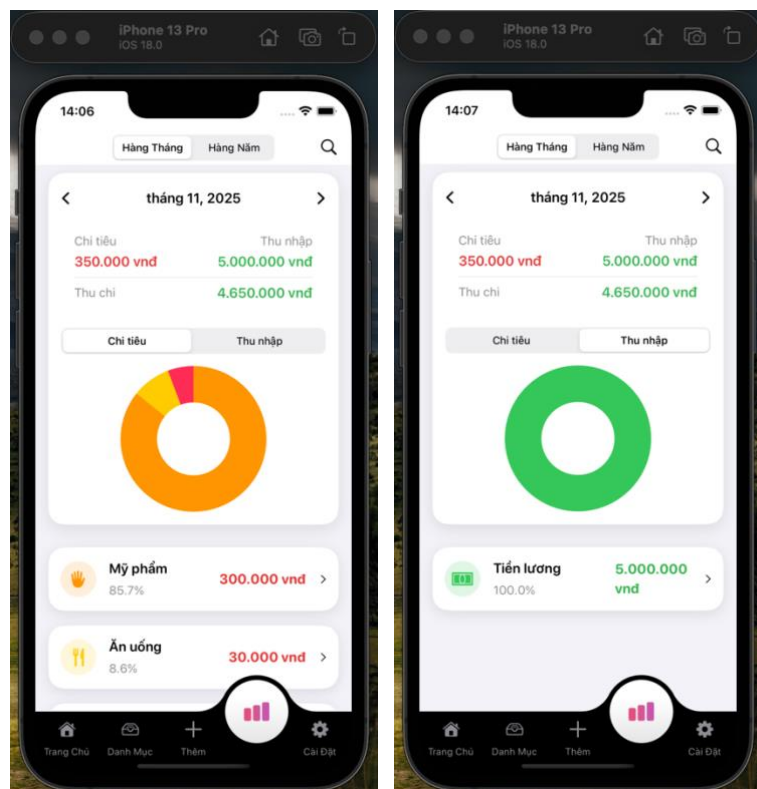 iPhone 13 Pro
iOS 18.0
14:06
Hàng Tháng Hàng Năm
tháng 11, 2025
Chi tiêu Thu nhập
350.000 vnđ 5.000.000 vnđ
Thu chi 4.650.000 vnđ
Chi tiêu Thu nhập
Mỹ phẩm
85.7%
300.000 vnđ
Ăn uống
8.6%
30.000 vnđ
Trang Chủ Danh Mục Thêm Cài Đặt
iPhone 13 Pro
iOS 18.0
14:07
Hàng Tháng Hàng Năm
tháng 11, 2025
Chi tiêu Thu nhập
350.000 vnđ 5.000.000 vnđ
Thu chi 4.650.000 vnđ
Chi tiêu Thu nhập
Tiền lương
100.0%
5.000.000
vnđ
Trang Chủ Danh Mục Thêm Cài Đặt